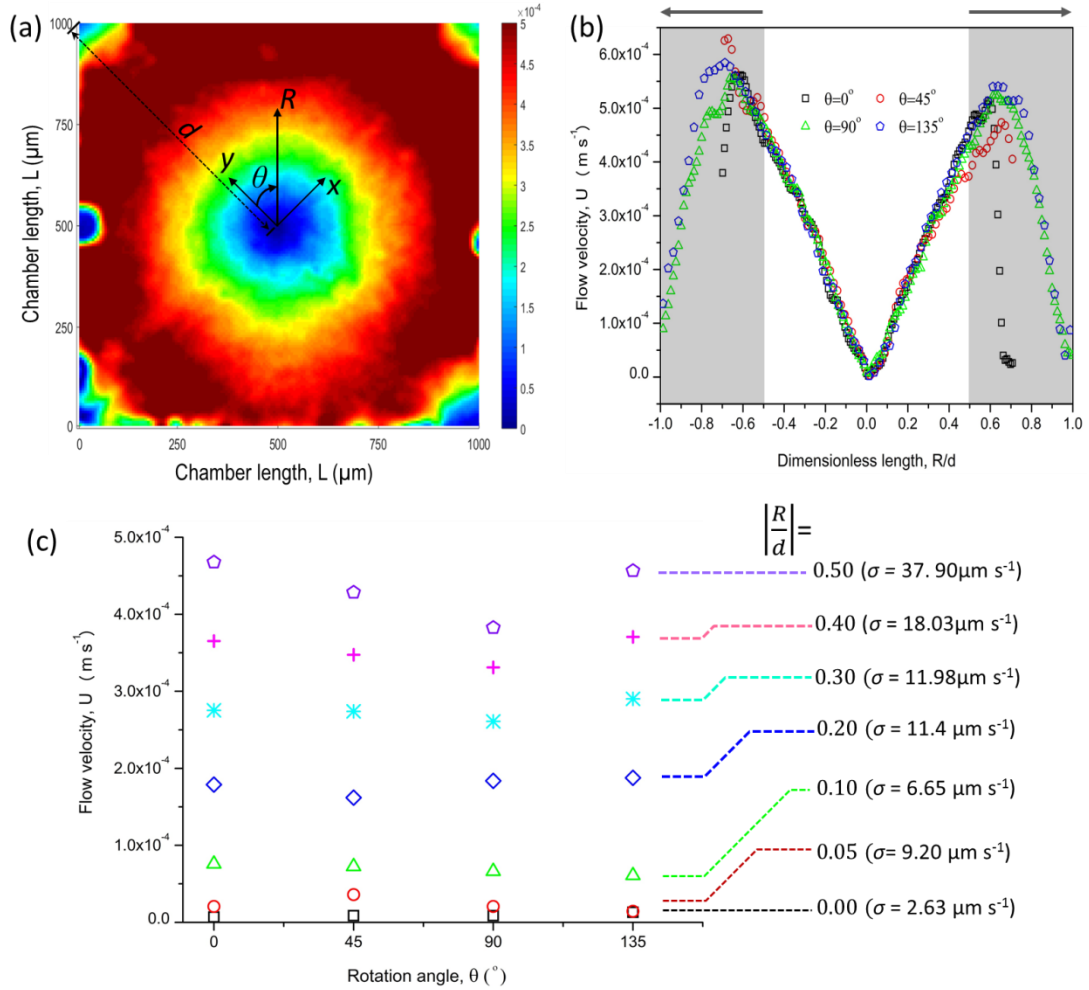 (a)
1000
750
500
250
0
0
250
500
750
1000
Chamber length, L (µm)
Chamber length, L (µm)
d
R
y
θ
x
×10⁻⁴
5
4.5
4
3.5
3
2.5
2
1.5
1
0.5
0
(b)
6.0x10⁻⁴
5.0x10⁻⁴
4.0x10⁻⁴
3.0x10⁻⁴
2.0x10⁻⁴
1.0x10⁻⁴
0.0
Flow velocity, U ( m s⁻¹)
θ=0° θ=45°
θ=90° θ=135°
-1.0 -0.8 -0.6 -0.4 -0.2 0.0 0.2 0.4 0.6 0.8 1.0
Dimensionless length, R/d
(c)
5.0x10⁻⁴
4.0x10⁻⁴
3.0x10⁻⁴
2.0x10⁻⁴
1.0x10⁻⁴
0.0
Flow velocity, U ( m s⁻¹)
0 45 90 135
Rotation angle, θ (°)
|R/d|=
0.50 (σ = 37. 90µm s⁻¹)
0.40 (σ = 18.03µm s⁻¹)
0.30 (σ = 11.98µm s⁻¹)
0.20 (σ = 11.4 µm s⁻¹)
0.10 (σ = 6.65 µm s⁻¹)
0.05 (σ= 9.20 µm s⁻¹)
0.00 (σ = 2.63 µm s⁻¹)